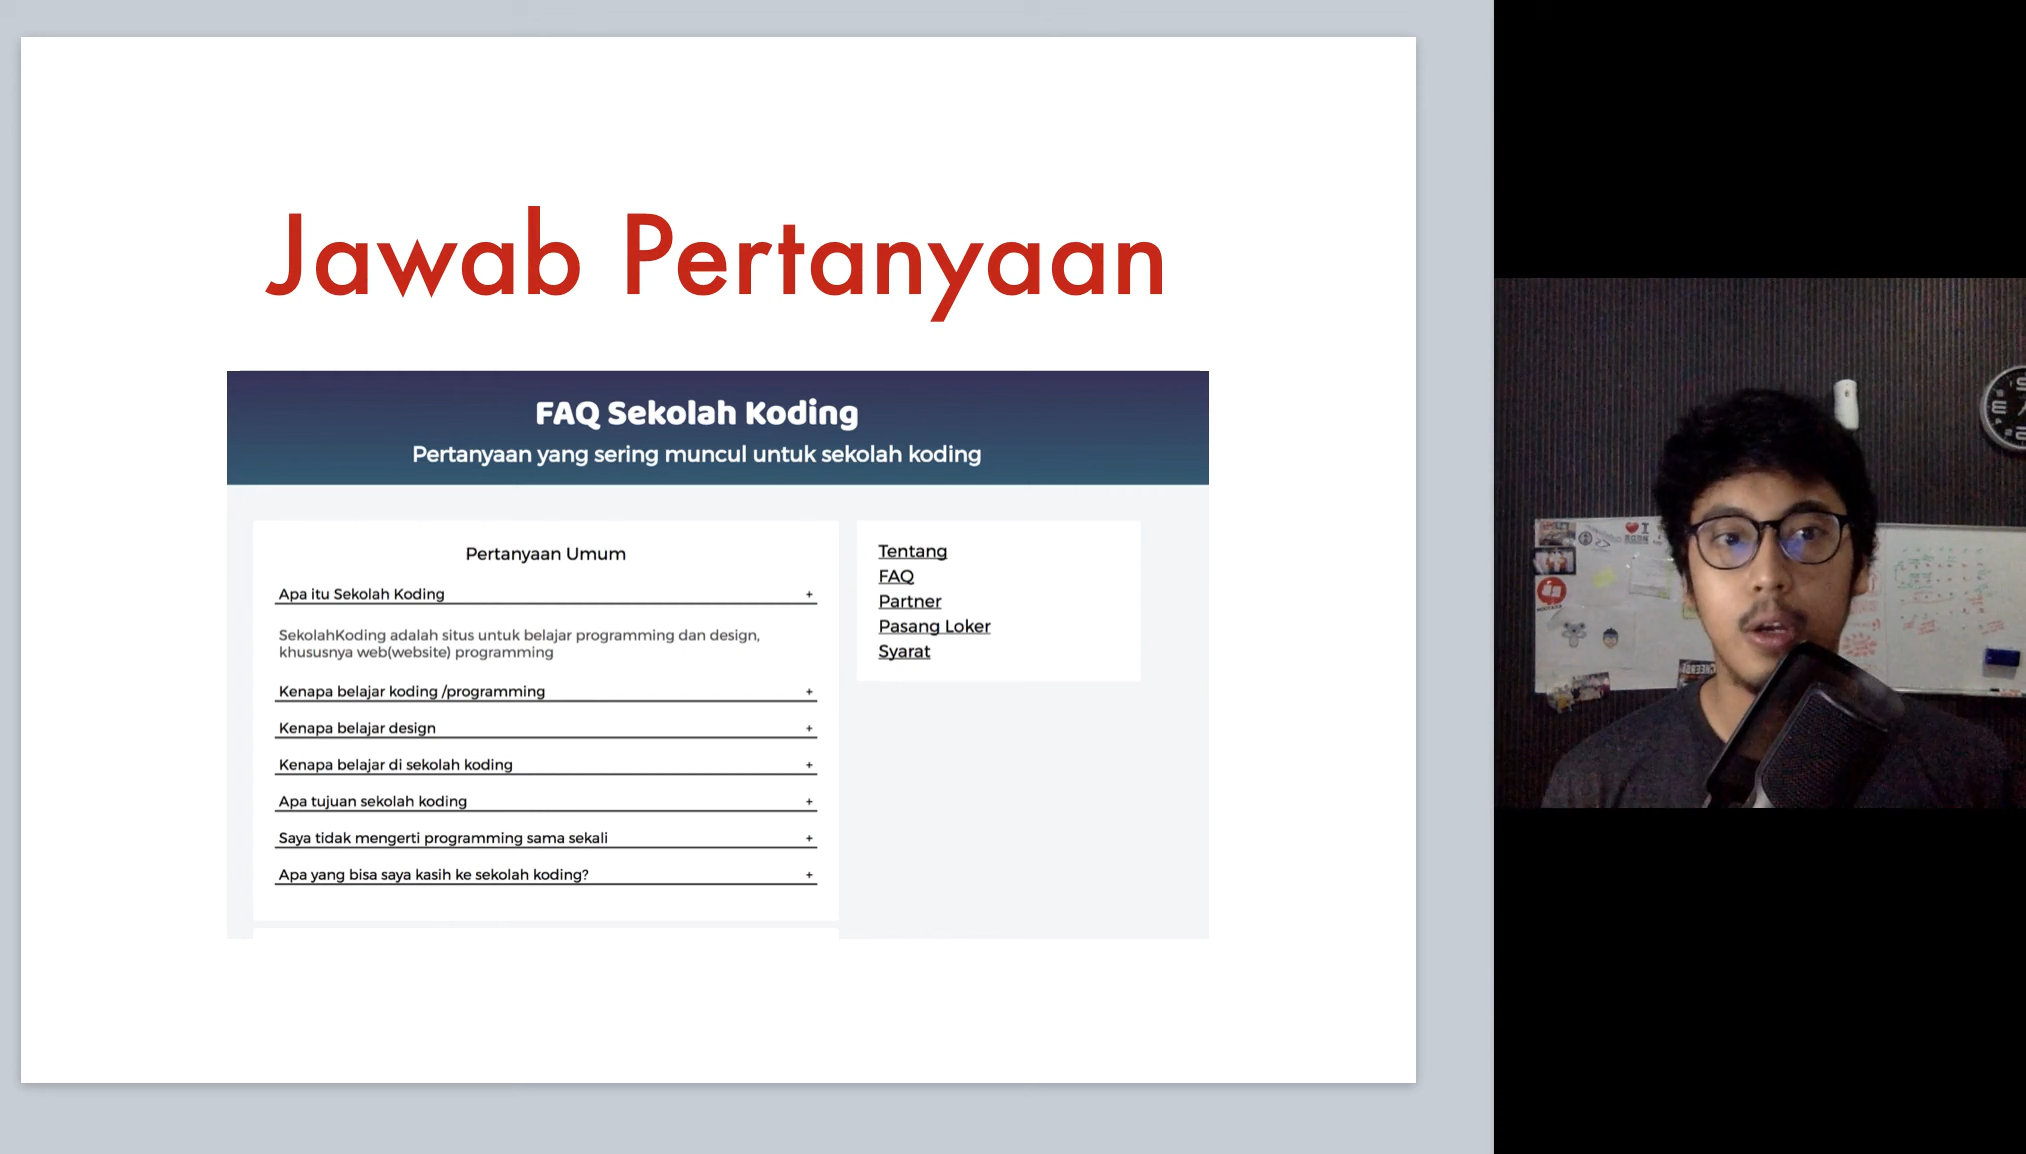 Jawab Pertanyaan
FAQ Sekolah Koding
Pertanyaan yang sering muncul untuk sekolah koding
Pertanyaan Umum
Apa itu Sekolah Koding +
SekolahKoding adalah situs untuk belajar programming dan design,
khususnya web(website) programming
Kenapa belajar koding /programming +
Kenapa belajar design +
Kenapa belajar di sekolah koding +
Apa tujuan sekolah koding +
Saya tidak mengerti programming sama sekali +
Apa yang bisa saya kasih ke sekolah koding? +
Tentang
FAQ
Partner
Pasang Loker
Syarat